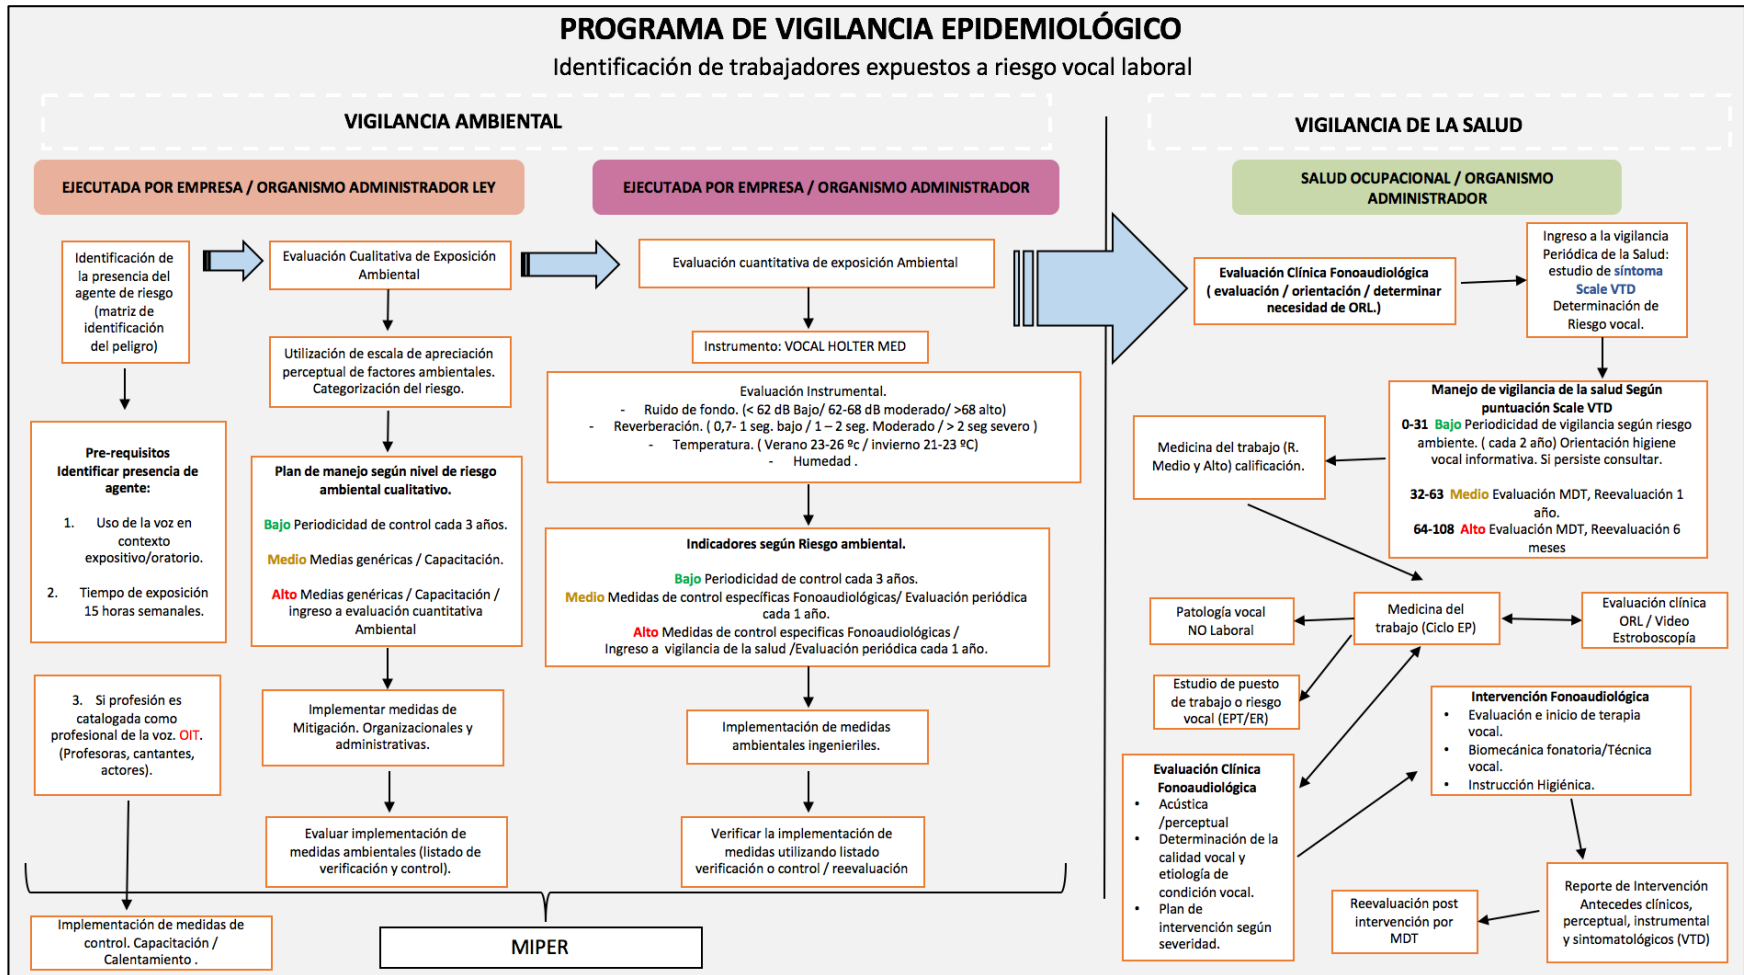 PROGRAMA DE VIGILANCIA EPIDEMIOLÓGICO
Identificación de trabajadores expuestos a riesgo vocal laboral
VIGILANCIA AMBIENTAL
EJECUTADA POR EMPRESA / ORGANISMO ADMINISTRADOR LEY
Identificación de
la presencia del
agente de riesgo
(matriz de
identificación
del peligro)
Pre-requisitos
Identificar presencia de
agente:
1. Uso de la voz en
contexto
expositivo/oratorio.
2. Tiempo de exposición
15 horas semanales.
3. Si profesión es
catalogada como
profesional de la voz. OIT.
(Profesoras, cantantes,
actores).
Implementación de medidas de
control. Capacitación /
Calentamiento .
Evaluación Cualitativa de Exposición
Ambiental
Utilización de escala de apreciación
perceptual de factores ambientales.
Categorización del riesgo.
Plan de manejo según nivel de riesgo
ambiental cualitativo.
Bajo Periodicidad de control cada 3 años.
Medio Medias genéricas / Capacitación.
Alto Medias genéricas / Capacitación /
ingreso a evaluación cuantitativa
Ambiental
Implementar medidas de
Mitigación. Organizacionales y
administrativas.
Evaluar implementación de
medidas ambientales (listado de
verificación y control).
EJECUTADA POR EMPRESA / ORGANISMO ADMINISTRADOR
Evaluación cuantitativa de exposición Ambiental
Instrumento: VOCAL HOLTER MED
Evaluación Instrumental.
- Ruido de fondo. (< 62 dB Bajo/ 62-68 dB moderado/ >68 alto)
- Reverberación. ( 0,7- 1 seg. bajo / 1 – 2 seg. Moderado / > 2 seg severo )
- Temperatura. ( Verano 23-26 ºc / invierno 21-23 ºC)
- Humedad .
Indicadores según Riesgo ambiental.
Bajo Periodicidad de control cada 3 años.
Medio Medidas de control específicas Fonoaudiológicas/ Evaluación periódica
cada 1 año.
Alto Medidas de control especificas Fonoaudiológicas /
Ingreso a vigilancia de la salud /Evaluación periódica cada 1 año.
Implementación de medidas
ambientales ingenieriles.
Verificar la implementación de
medidas utilizando listado
verificación o control / reevaluación
MIPER
VIGILANCIA DE LA SALUD
SALUD OCUPACIONAL / ORGANISMO
ADMINISTRADOR
Evaluación Clínica Fonoaudiológica
( evaluación / orientación / determinar
necesidad de ORL.)
Ingreso a la vigilancia
Periódica de la Salud:
estudio de síntoma
Scale VTD
Determinación de
Riesgo vocal.
Manejo de vigilancia de la salud Según
puntuación Scale VTD
0-31 Bajo Periodicidad de vigilancia según riesgo
ambiente. ( cada 2 año) Orientación higiene
vocal informativa. Si persiste consultar.
32-63 Medio Evaluación MDT, Reevaluación 1
año.
64-108 Alto Evaluación MDT, Reevaluación 6
meses
Medicina del trabajo (R.
Medio y Alto) calificación.
Medicina del
trabajo (Ciclo EP)
Patología vocal
NO Laboral
Evaluación clínica
ORL / Video
Estroboscopía
Estudio de puesto
de trabajo o riesgo
vocal (EPT/ER)
Evaluación Clínica
Fonoaudiológica
• Acústica
/perceptual
• Determinación de la
calidad vocal y
etiología de
condición vocal.
• Plan de
intervención según
severidad.
Intervención Fonoaudiológica
• Evaluación e inicio de terapia
vocal.
• Biomecánica fonatoria/Técnica
vocal.
• Instrucción Higiénica.
Reporte de Intervención
Antecedes clínicos,
perceptual, instrumental
y sintomatológicos (VTD)
Reevaluación post
intervención por
MDT